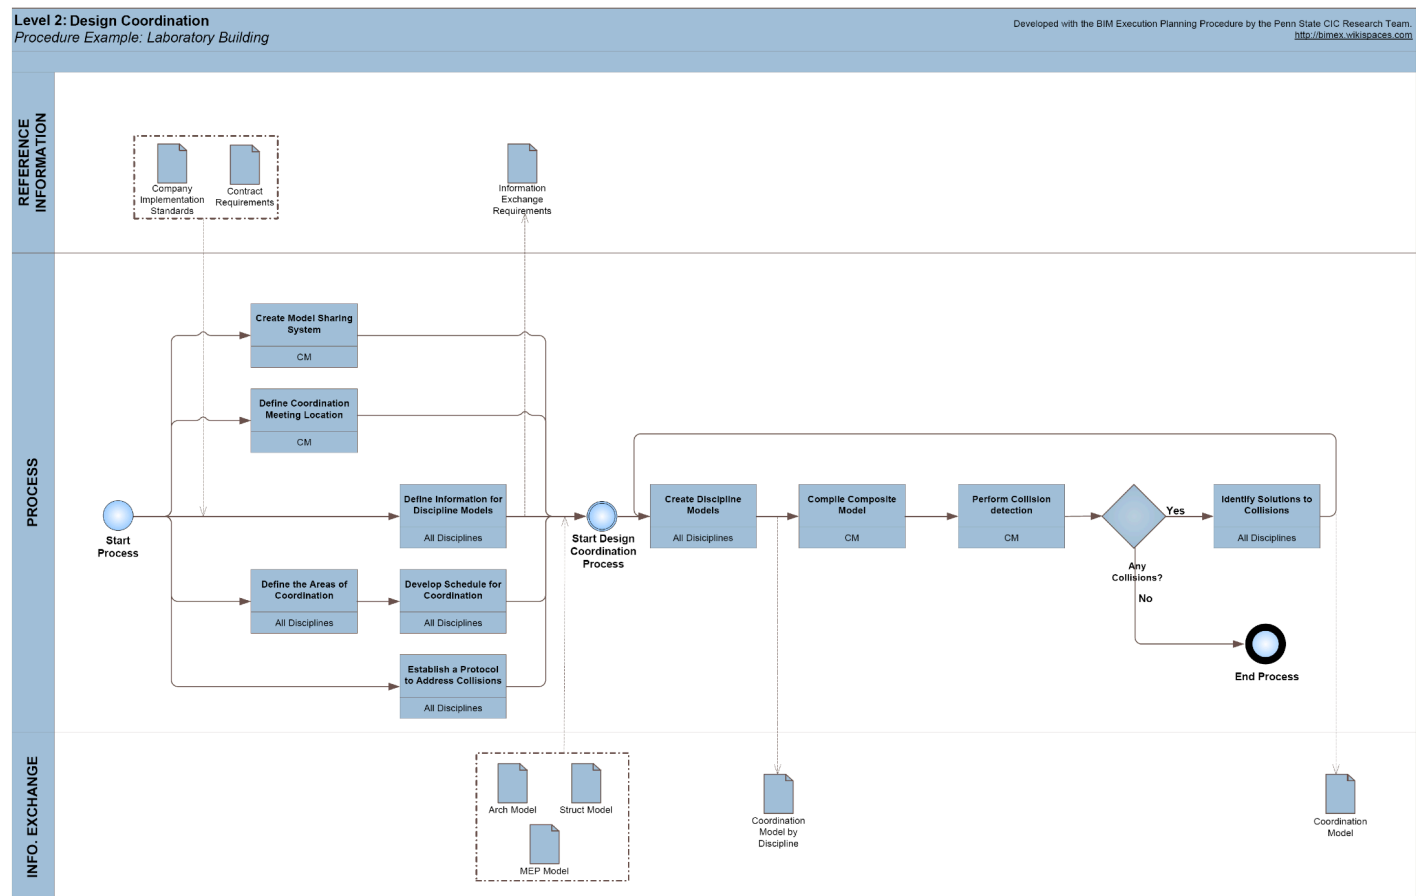 Level 2: Design Coordination
Procedure Example: Laboratory Building
Developed with the BIM Execution Planning Procedure by the Penn State CIC Research Team.
http://bimex.wikispaces.com
REFERENCE
INFORMATION
Company
Implementation
Standards
Contract
Requirements
Information
Exchange
Requirements
PROCESS
Start
Process
Create Model Sharing
System
CM
Define Coordination
Meeting Location
CM
Define Information for
Discipline Models
All Disciplines
Define the Areas of
Coordination
All Disciplines
Develop Schedule for
Coordination
All Disciplines
Establish a Protocol
to Address Collisions
All Disciplines
Start Design
Coordination
Process
Create Discipline
Models
All Disiciplines
Compile Composite
Model
CM
Perform Collision
detection
CM
Any
Collisions?
Yes
No
Identify Solutions to
Collisions
All Disciplines
End Process
INFO. EXCHANGE
Arch Model
Struct Model
MEP Model
Coordination
Model by
Discipline
Coordination
Model